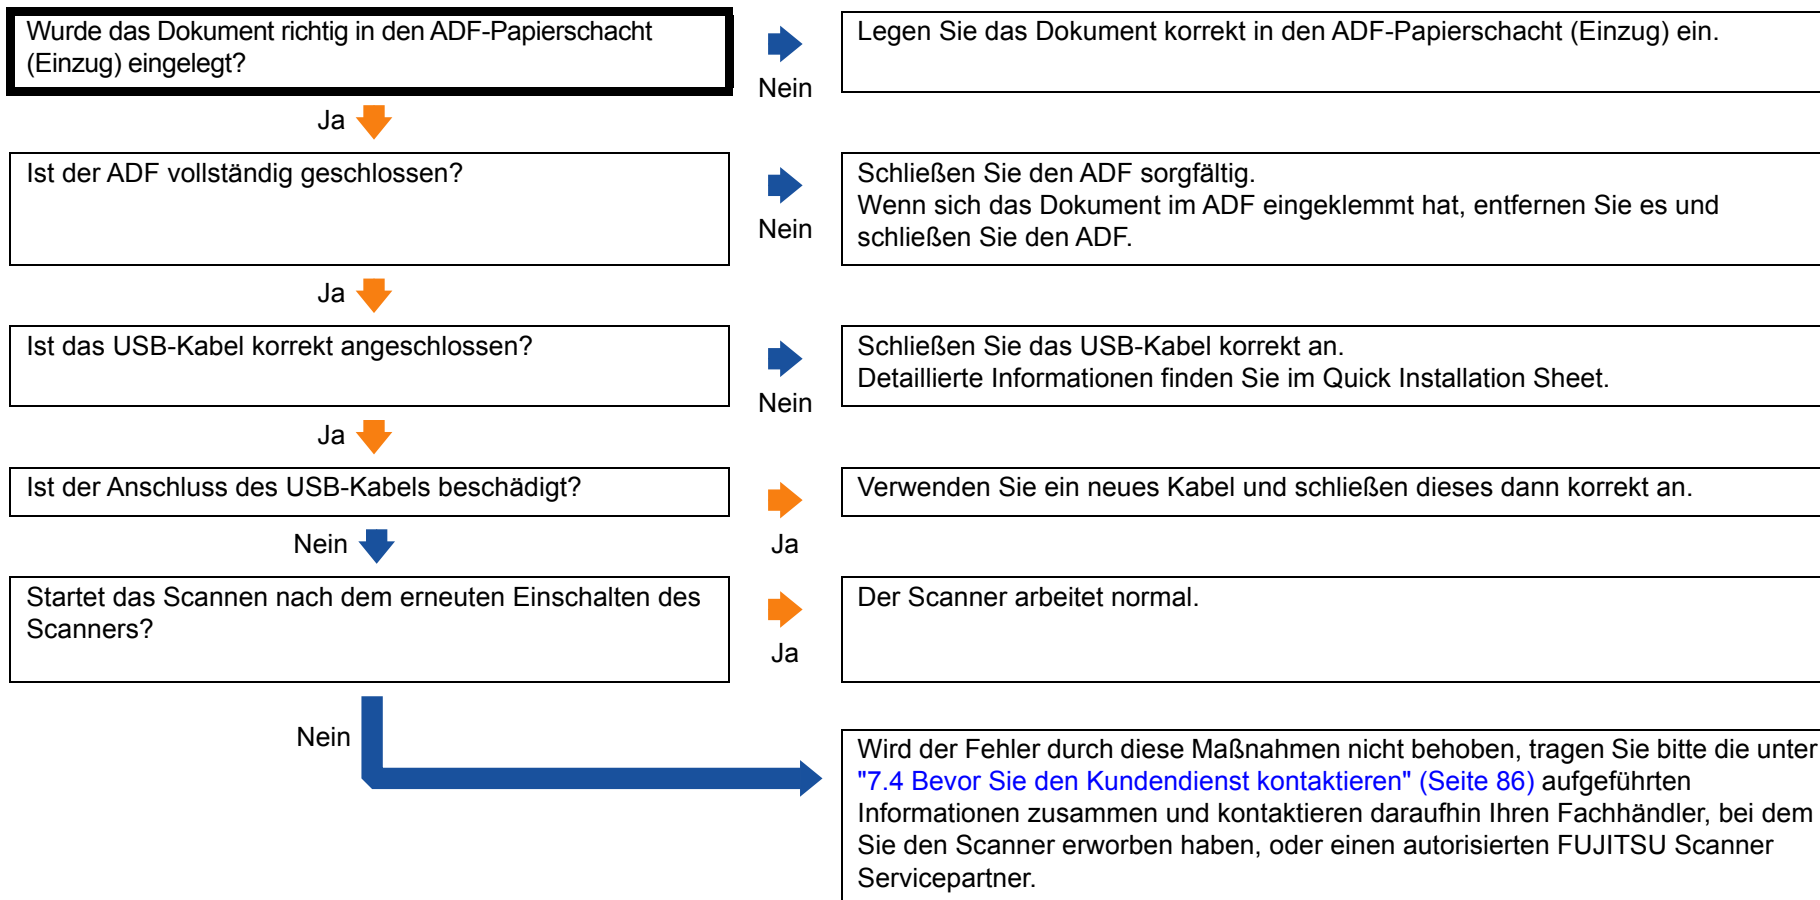 Wurde das Dokument richtig in den ADF-Papierschacht
(Einzug) eingelegt?
Nein
Legen Sie das Dokument korrekt in den ADF-Papierschacht (Einzug) ein.
Ja
Ist der ADF vollständig geschlossen?
Nein
Schließen Sie den ADF sorgfältig.
Wenn sich das Dokument im ADF eingeklemmt hat, entfernen Sie es und
schließen Sie den ADF.
Ja
Ist das USB-Kabel korrekt angeschlossen?
Nein
Schließen Sie das USB-Kabel korrekt an.
Detaillierte Informationen finden Sie im Quick Installation Sheet.
Ja
Ist der Anschluss des USB-Kabels beschädigt?
Ja
Verwenden Sie ein neues Kabel und schließen dieses dann korrekt an.
Nein
Startet das Scannen nach dem erneuten Einschalten des
Scanners?
Ja
Der Scanner arbeitet normal.
Nein
Wird der Fehler durch diese Maßnahmen nicht behoben, tragen Sie bitte die unter
"7.4 Bevor Sie den Kundendienst kontaktieren" (Seite 86) aufgeführten
Informationen zusammen und kontaktieren daraufhin Ihren Fachhändler, bei dem
Sie den Scanner erworben haben, oder einen autorisierten FUJITSU Scanner
Servicepartner.